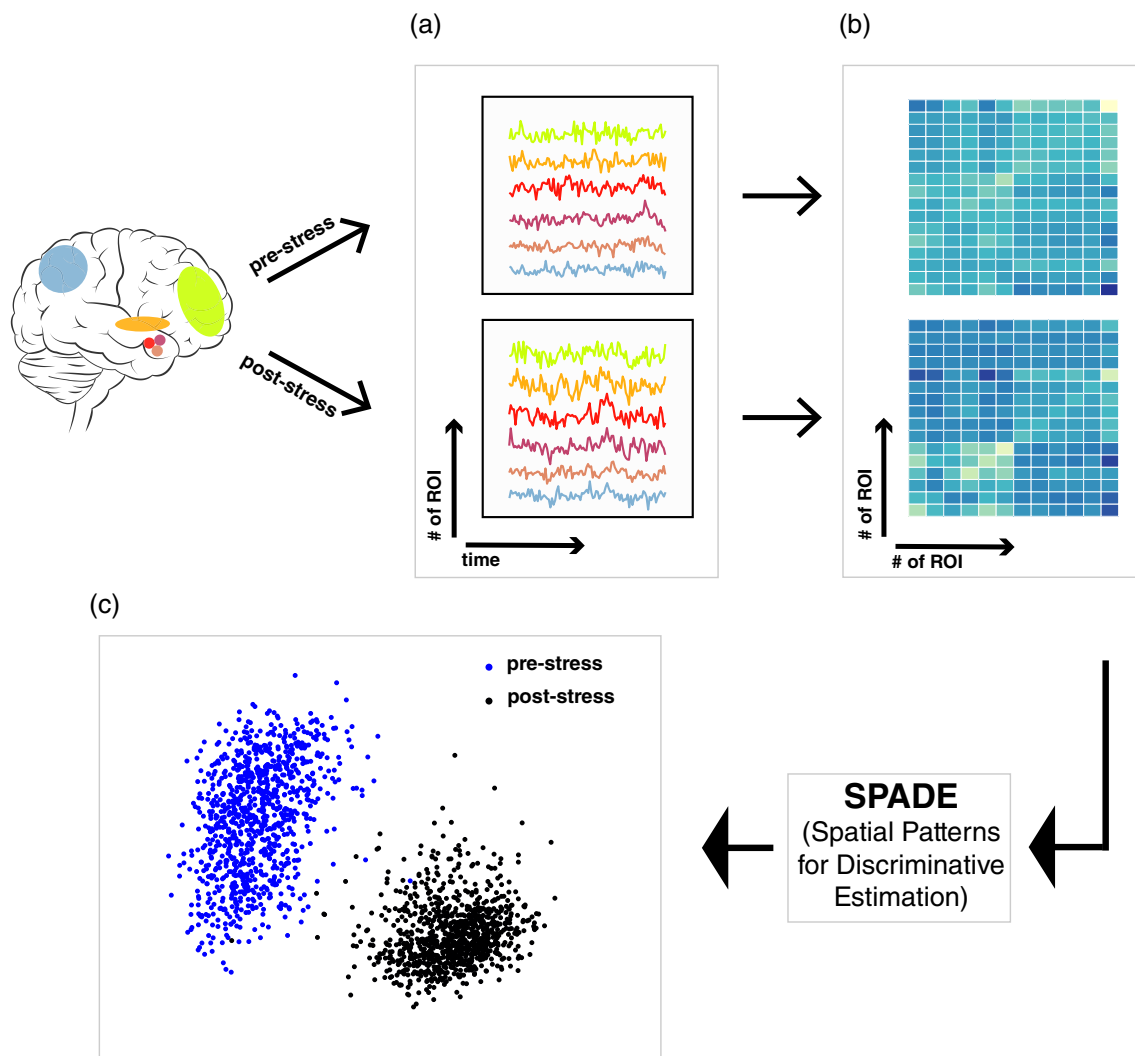 (a)
(b)
pre-stress
post-stress
# of ROI
time
# of ROI
# of ROI
(c)
pre-stress
post-stress
SPADE
(Spatial Patterns
for Discriminative
Estimation)